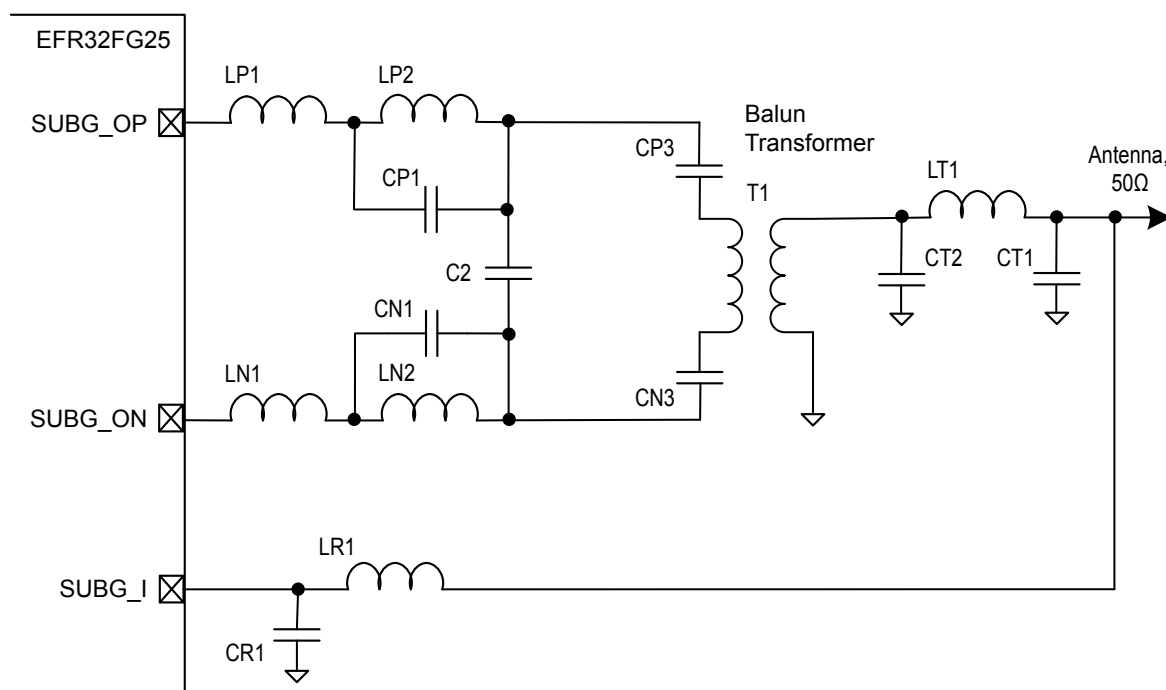 EFR32FG25
LP1
LP2
SUBG_OP
Balun
Transformer
CP3
Antenna,
50Ω
LT1
CP1
T1
C2
CT2
CT1
CN1
LN1
LN2
CN3
SUBG_ON
LR1
SUBG_I
CR1